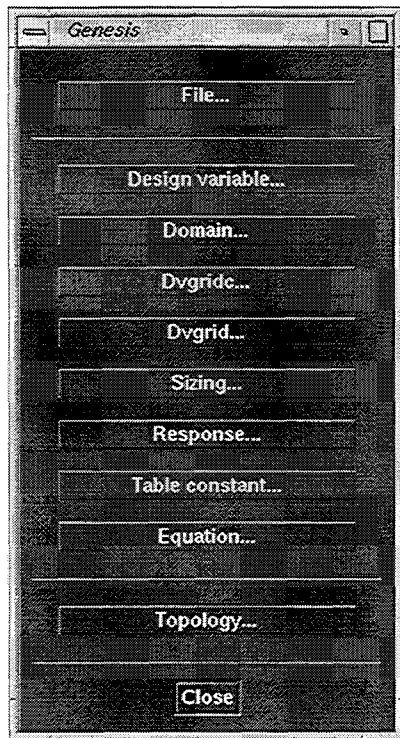 Genesis
File...
Design variable...
Domain...
Dvgridc...
Dvgrid...
Sizing...
Response...
Table constant...
Equation...
Topology...
Close